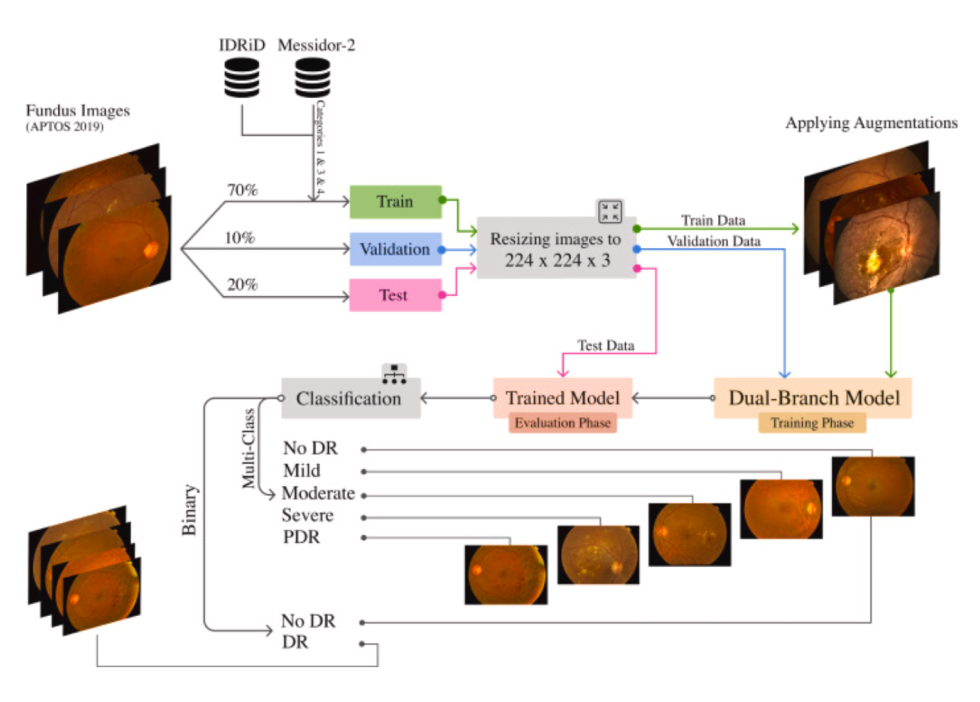 IDRiD Messidor-2
Fundus Images
(APTOS 2019)
Categories 1 & 3 & 4
Applying Augmentations
70%
Train
10%
Validation
20%
Test
Resizing images to
224 x 224 x 3
Train Data
Validation Data
Test Data
Classification
Trained Model
Evaluation Phase
Dual-Branch Model
Training Phase
Multi-Class
Binary
No DR
Mild
Moderate
Severe
PDR
No DR
DR